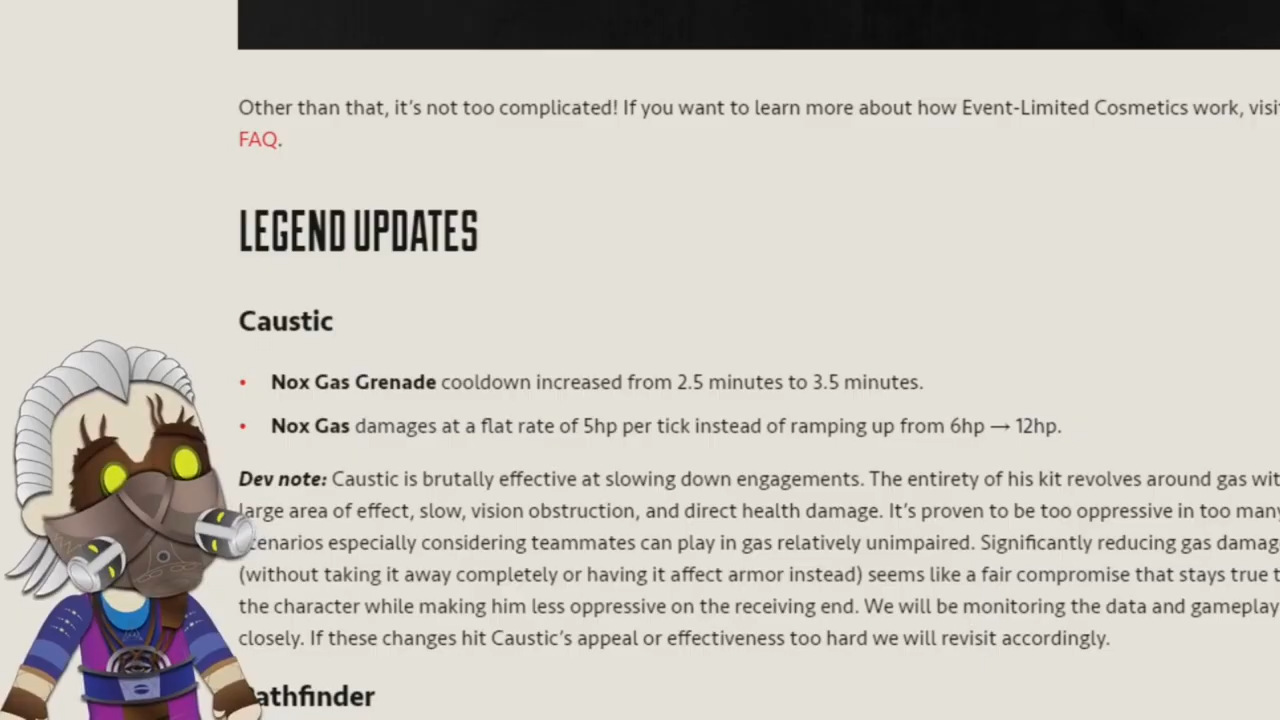 Other than that, it's not too complicated! If you want to learn more about how Event-Limited Cosmetics work,
FAQ.
LEGEND UPDATES
Caustic
• Nox Gas Grenade cooldown increased from 2.5 minutes to 3.5 minutes.
• Nox Gas damages at a flat rate of 5hp per tick instead of ramping up from 6hp → 12hp.
Dev note: Caustic is brutally effective at slowing down engagements. The entirety of his kit revolves around gas
large area of effect, slow, vision obstruction, and direct health damage. It's proven to be too oppressive in too many
scenarios especially considering teammates can play in gas relatively unimpaired. Significantly reducing gas
(without taking it away completely or having it affect armor instead) seems like a fair compromise that stays true
the character while making him less oppressive on the receiving end. We will be monitoring the data and gameplay
closely. If these changes hit Caustic's appeal or effectiveness too hard we will revisit accordingly.
Pathfinder